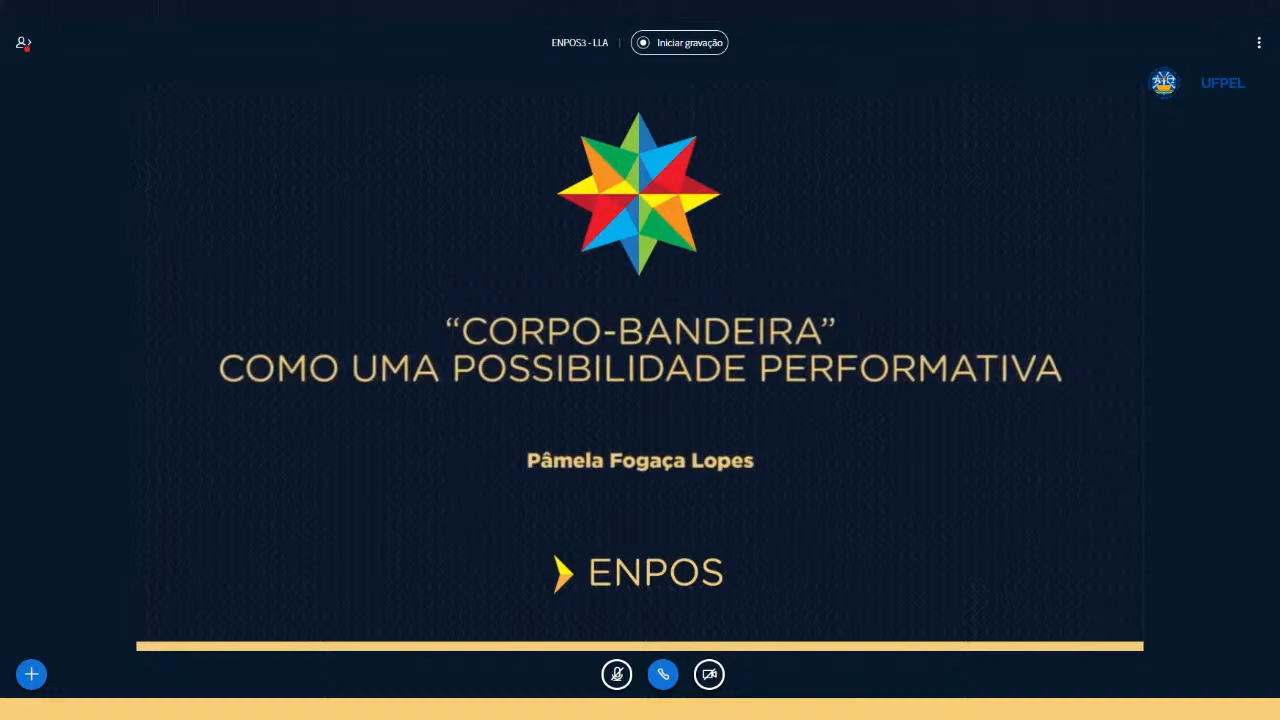 ENPOS3 - LLA
Iniciar gravação
UFPEL
“CORPO-BANDEIRA”
COMO UMA POSSIBILIDADE PERFORMATIVA
Pâmela Fogaça Lopes
ENPOS